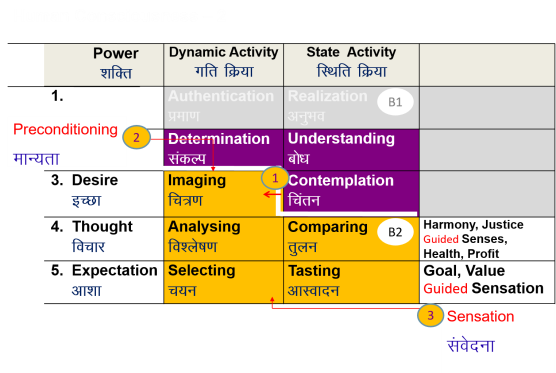 Power
शक्ति
Dynamic Activity
गति क्रिया
State Activity
स्थिति क्रिया
1.
Authentication
प्रमाण
Realization
अनुभव
B1
Preconditioning
मान्यता
2
Determination
संकल्प
Understanding
बोध
3. Desire
इच्छा
Imaging
चित्रण
1
Contemplation
चिंतन
4. Thought
विचार
Analysing
विश्लेषण
Comparing
तुलन
B2
Harmony, Justice
Guided Senses,
Health, Profit
5. Expectation
आशा
Selecting
चयन
Tasting
आस्वादन
Goal, Value
Guided Sensation
3 Sensation
संवेदना